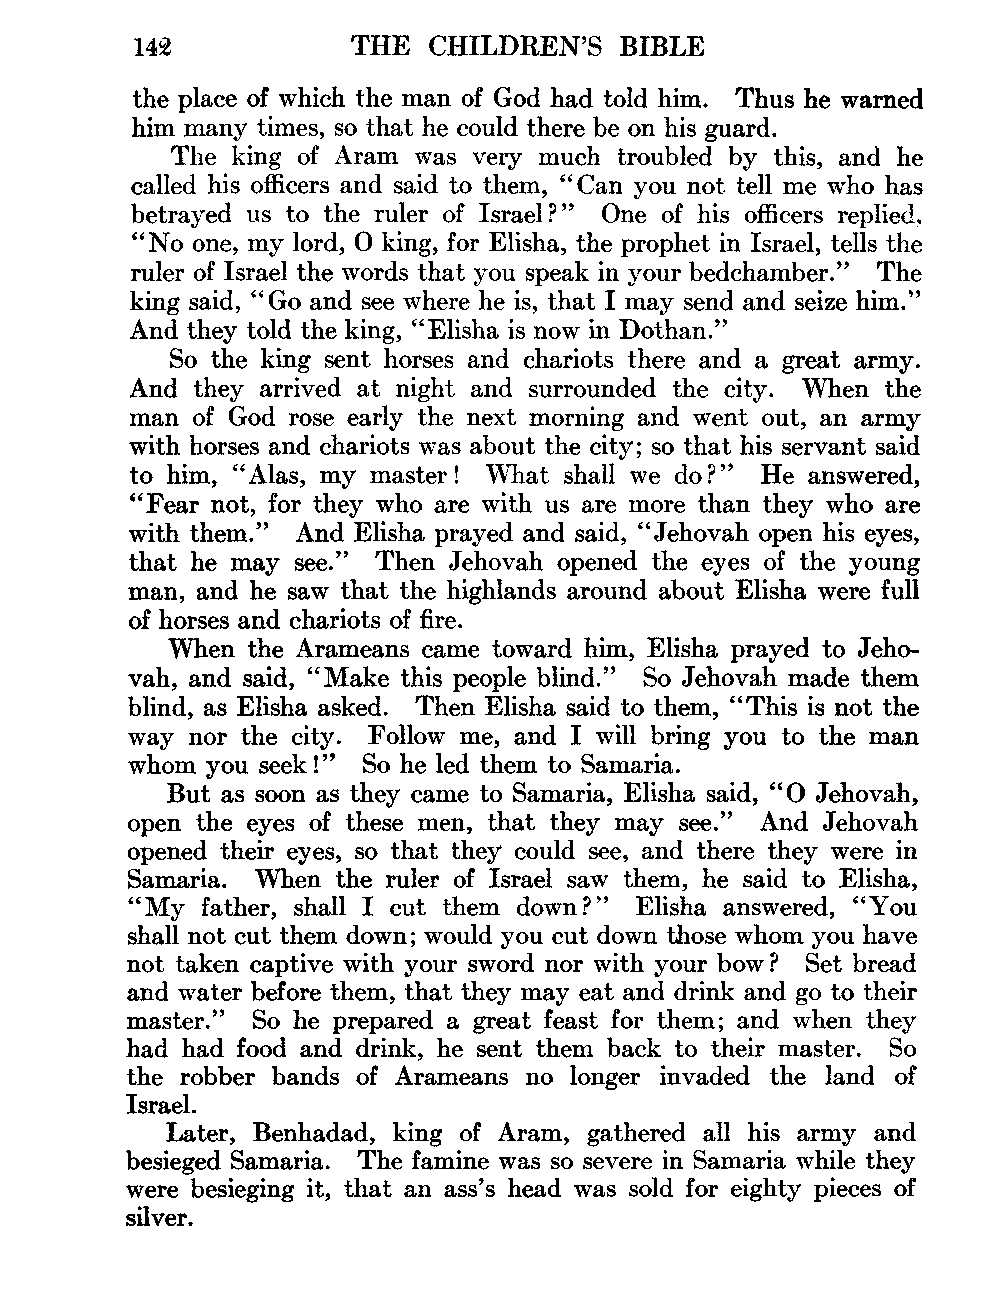 142 THE CHILDREN'S BIBLE
the place of which the man of God had told him. Thus he warned
him many times, so that he could there be on his guard.
The king of Aram was very much troubled by this, and he
called his officers and said to them, "Can you not tell me who has
betrayed us to the ruler of Israel?" One of his officers replied,
"No one, my lord, O king, for Elisha, the prophet in Israel, tells the
ruler of Israel the words that you speak in your bedchamber." The
king said, "Go and see where he is, that I may send and seize him."
And they told the king, "Elisha is now in Dothan."
So the king sent horses and chariots there and a great army.
And they arrived at night and surrounded the city. When the
man of God rose early the next morning and went out, an army
with horses and chariots was about the city; so that his servant said
to him, "Alas, my master! What shall we do?" He answered,
"Fear not, for they who are with us are more than they who are
with them." And Elisha prayed and said, "Jehovah open his eyes,
that he may see." Then Jehovah opened the eyes of the young
man, and he saw that the highlands around about Elisha were full
of horses and chariots of fire.
When the Arameans came toward him, Elisha prayed to Jeho-
vah, and said, "Make this people blind." So Jehovah made them
blind, as Elisha asked. Then Elisha said to them, "This is not the
way nor the city. Follow me, and I will bring you to the man
whom you seek!" So he led them to Samaria.
But as soon as they came to Samaria, Elisha said, "O Jehovah,
open the eyes of these men, that they may see." And Jehovah
opened their eyes, so that they could see, and there they were in
Samaria. When the ruler of Israel saw them, he said to Elisha,
"My father, shall I cut them down?" Elisha answered, "You
shall not cut them down; would you cut down those whom you have
not taken captive with your sword nor with your bow? Set bread
and water before them, that they may eat and drink and go to their
master." So he prepared a great feast for them; and when they
had had food and drink, he sent them back to their master. So
the robber bands of Arameans no longer invaded the land of
Israel.
Later, Benhadad, king of Aram, gathered all his army and
besieged Samaria. The famine was so severe in Samaria while they
were besieging it, that an ass's head was sold for eighty pieces of
silver.